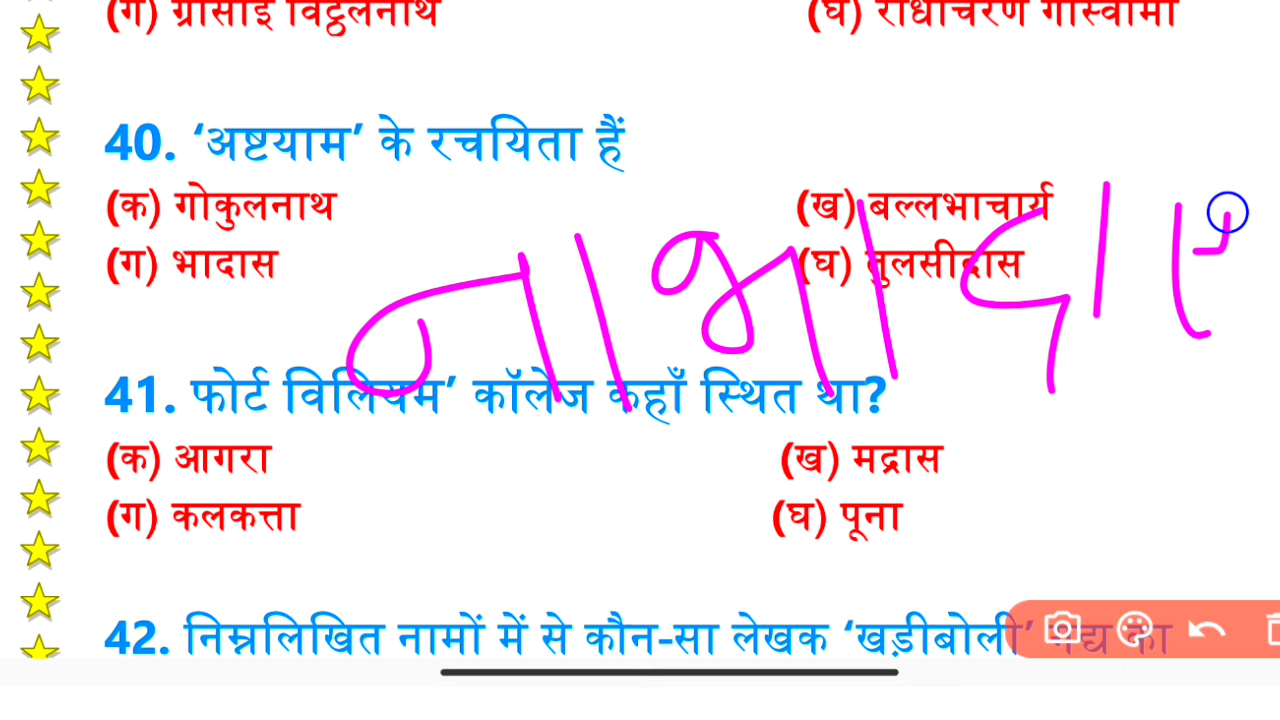 (ग) ग्रोसाई विट्ठलनाथ (घ) राधाचरण गोस्वामी
40. ‘अष्टयाम’ के रचयिता हैं
(क) गोकुलनाथ (ख) बल्लभाचार्य
(ग) भादास (घ) तुलसीदास
नाभादास
41. फोर्ट विलियम’ कॉलेज कहाँ स्थित था?
(क) आगरा (ख) मद्रास
(ग) कलकत्ता (घ) पूना
42. निम्नलिखित नामों में से कौन-सा लेखक ‘खड़ीबोली’ गद्य का